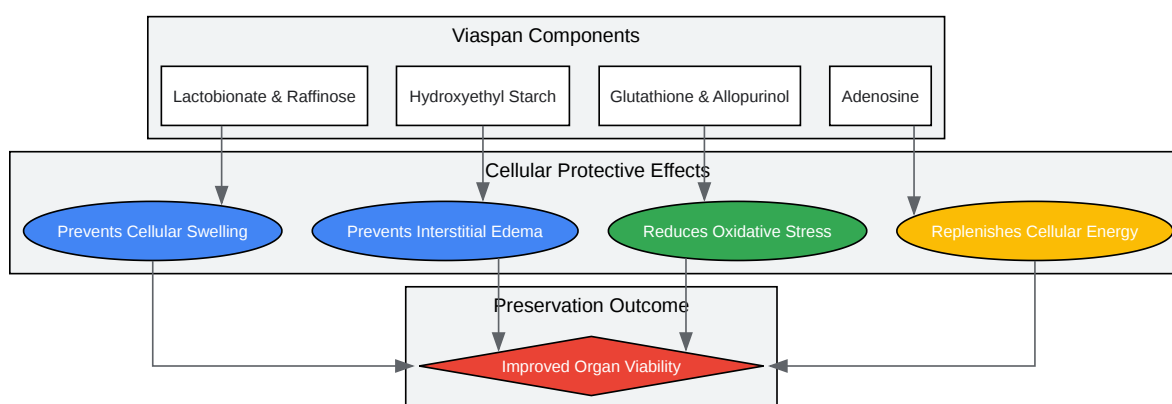 Viaspan Components
Lactobionate & Raffinose
Hydroxyethyl Starch
Glutathione & Allopurinol
Adenosine
Cellular Protective Effects
Prevents Cellular Swelling
Prevents Interstitial Edema
Reduces Oxidative Stress
Replenishes Cellular Energy
Preservation Outcome
Improved Organ Viability